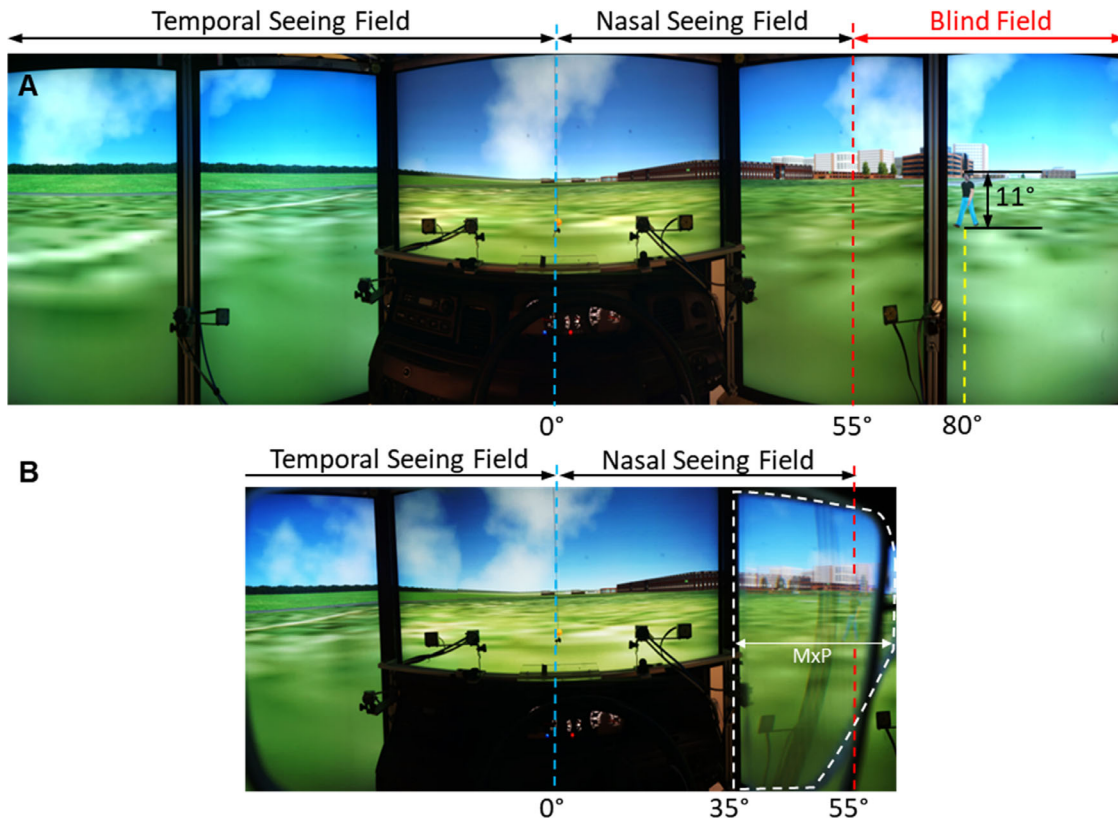 Temporal Seeing Field Nasal Seeing Field Blind Field
A
11°
0° 55° 80°
B
Temporal Seeing Field Nasal Seeing Field
MxP
0° 35° 55°